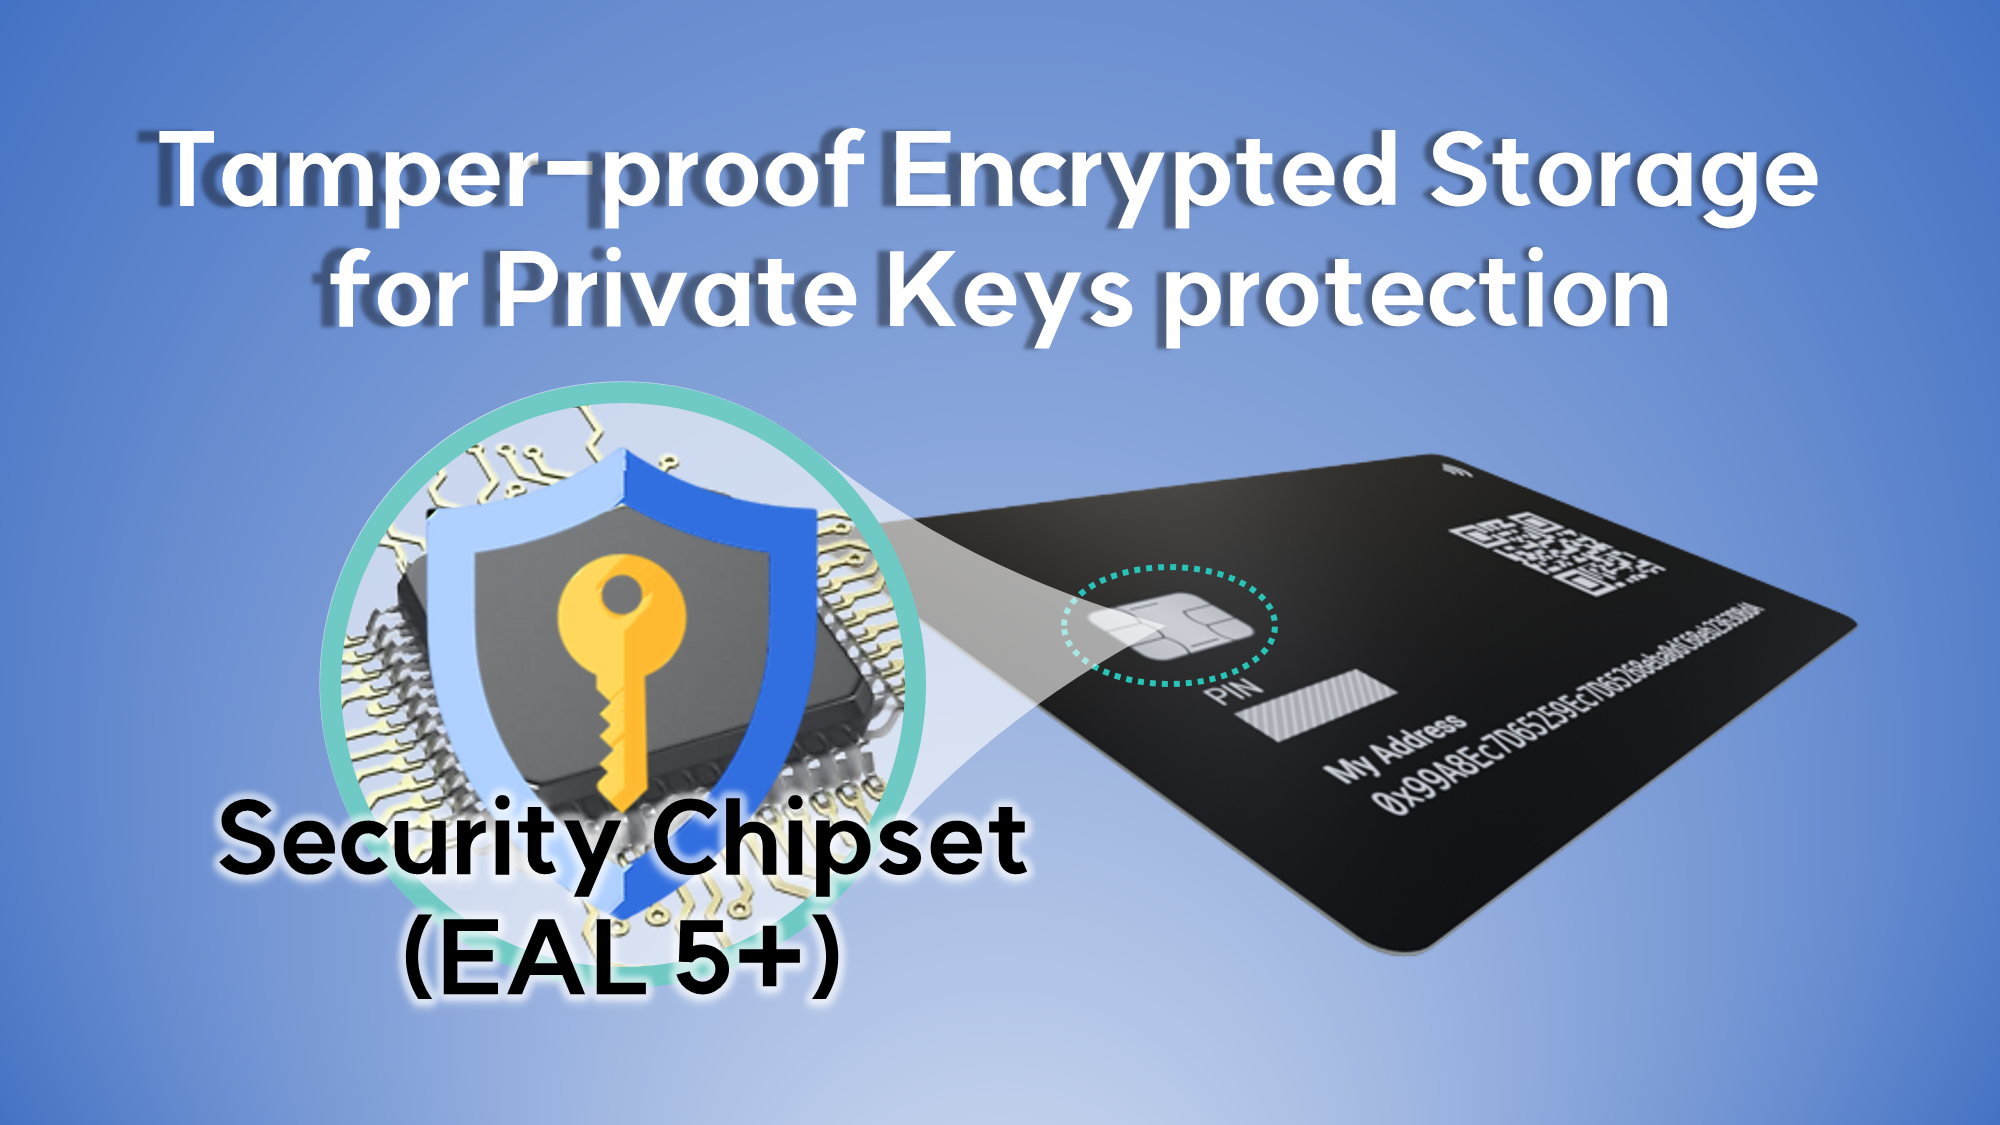 Tamper-proof Encrypted Storage
for Private Keys protection
PIN
My Address
Security Chipset
(EAL 5+)